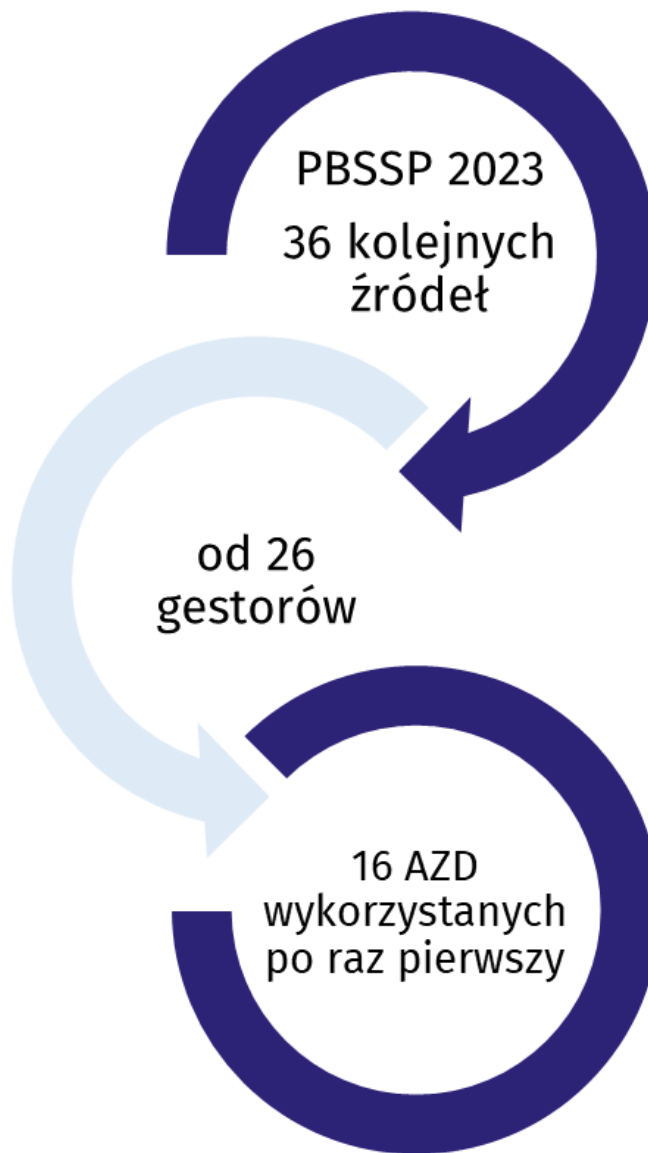 PBSSP 2023
36 kolejnych
źródeł
od 26
gestorów
16 AZD
wykorzystanych
po raz pierwszy